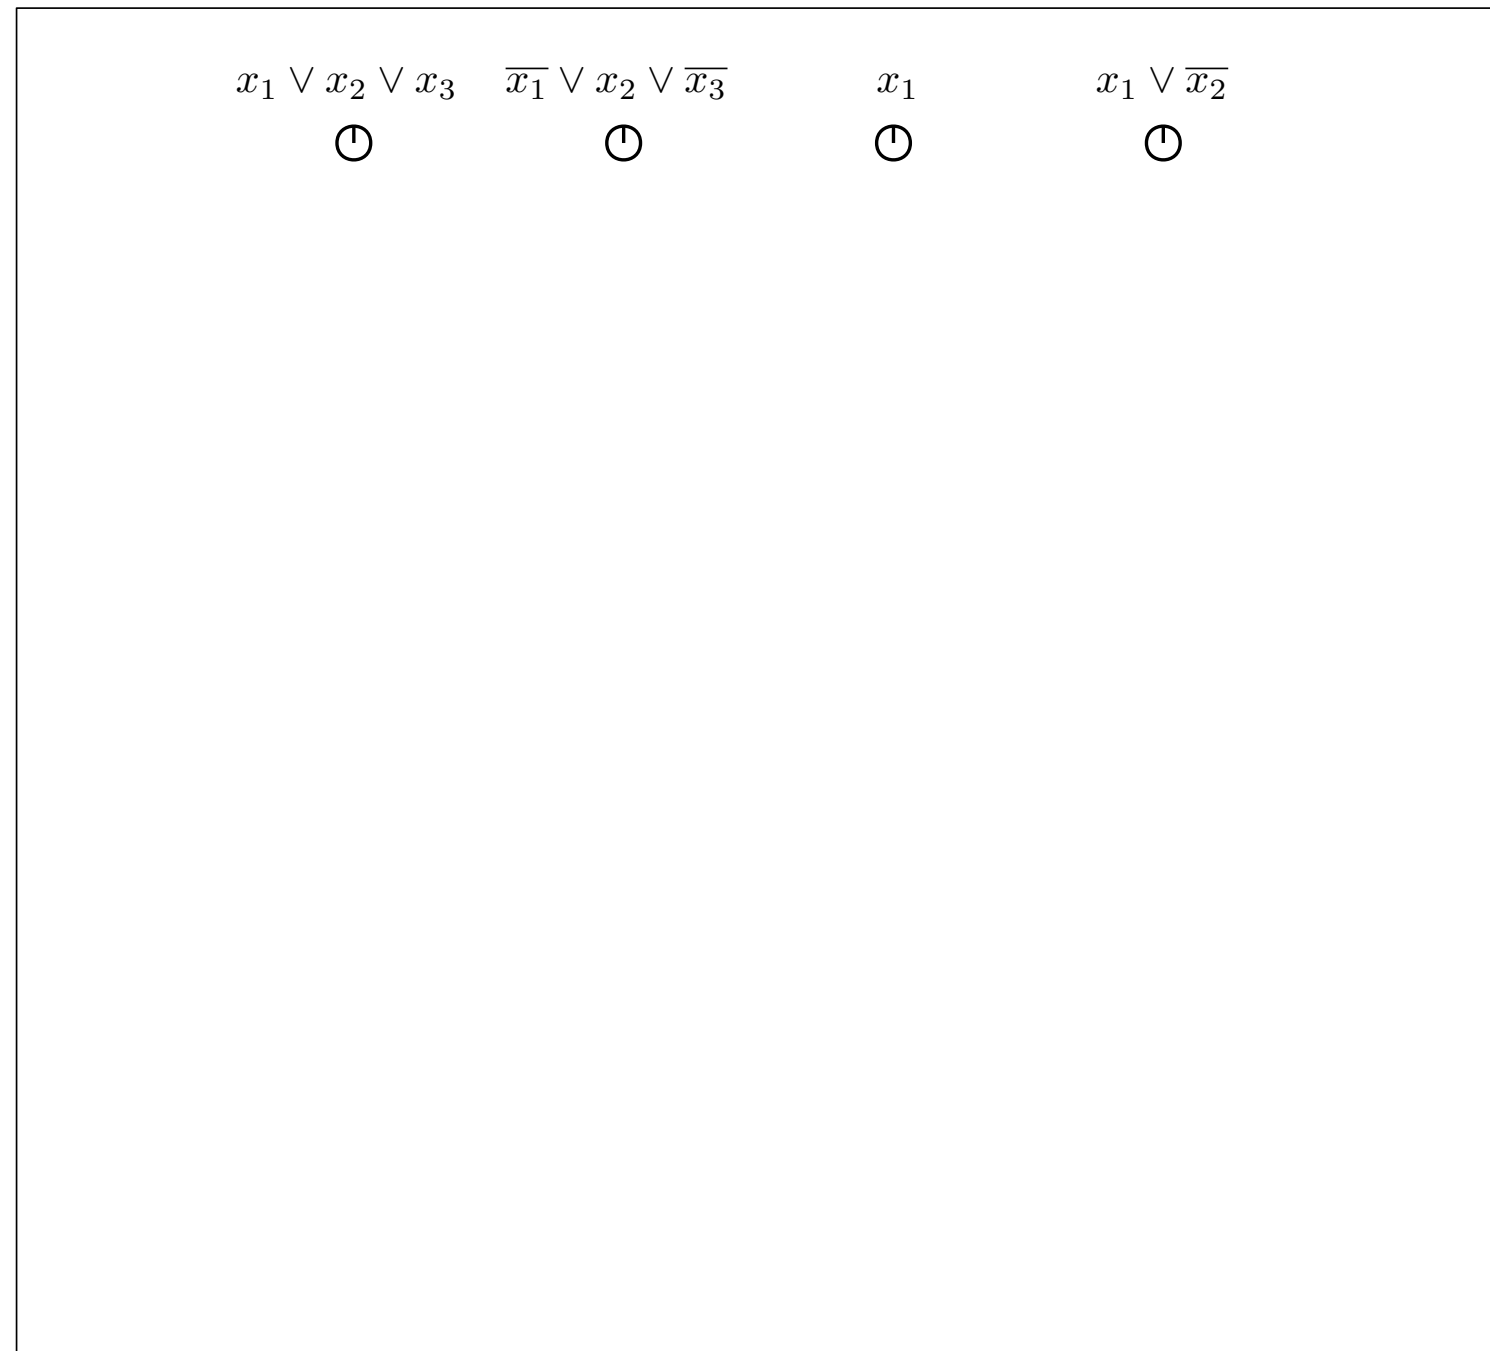 x₁ ∨ x₂ ∨ x₃ x̅₁ ∨ x₂ ∨ x̅₃ x₁ x₁ ∨ x̅₂